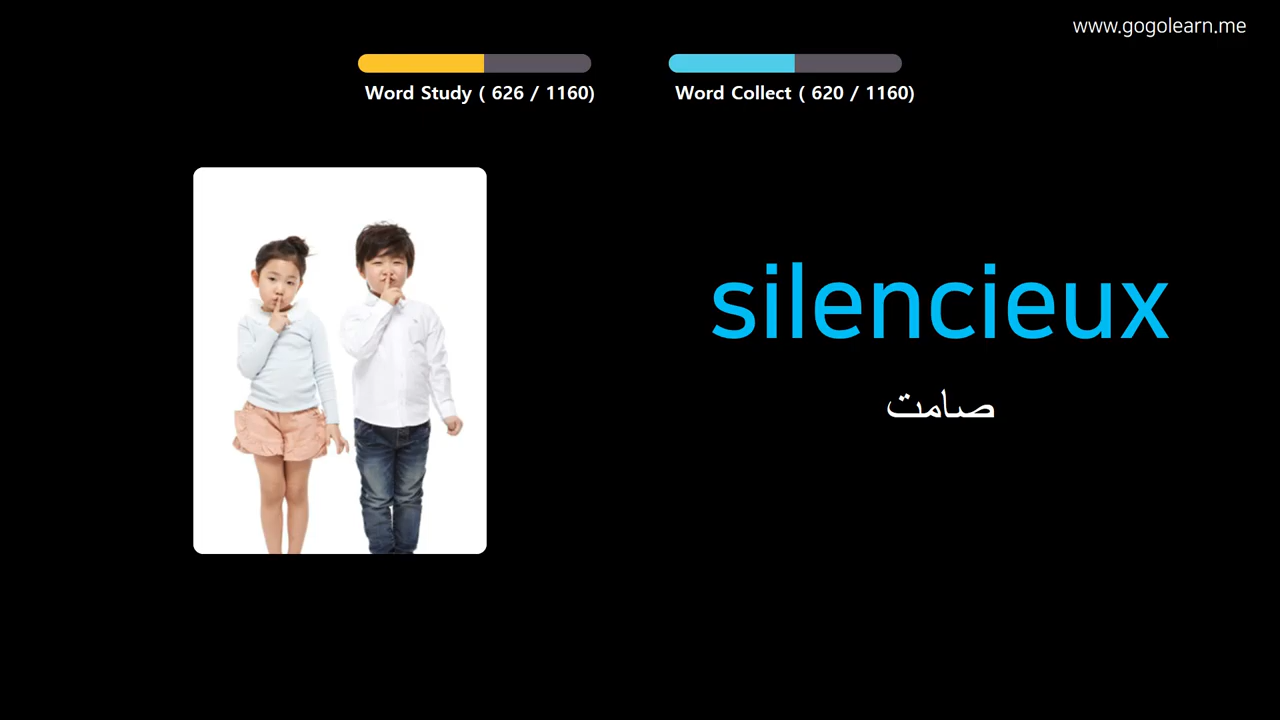 www.gogolearn.me
Word Study ( 626 / 1160)
Word Collect ( 620 / 1160)
silencieux
صامت